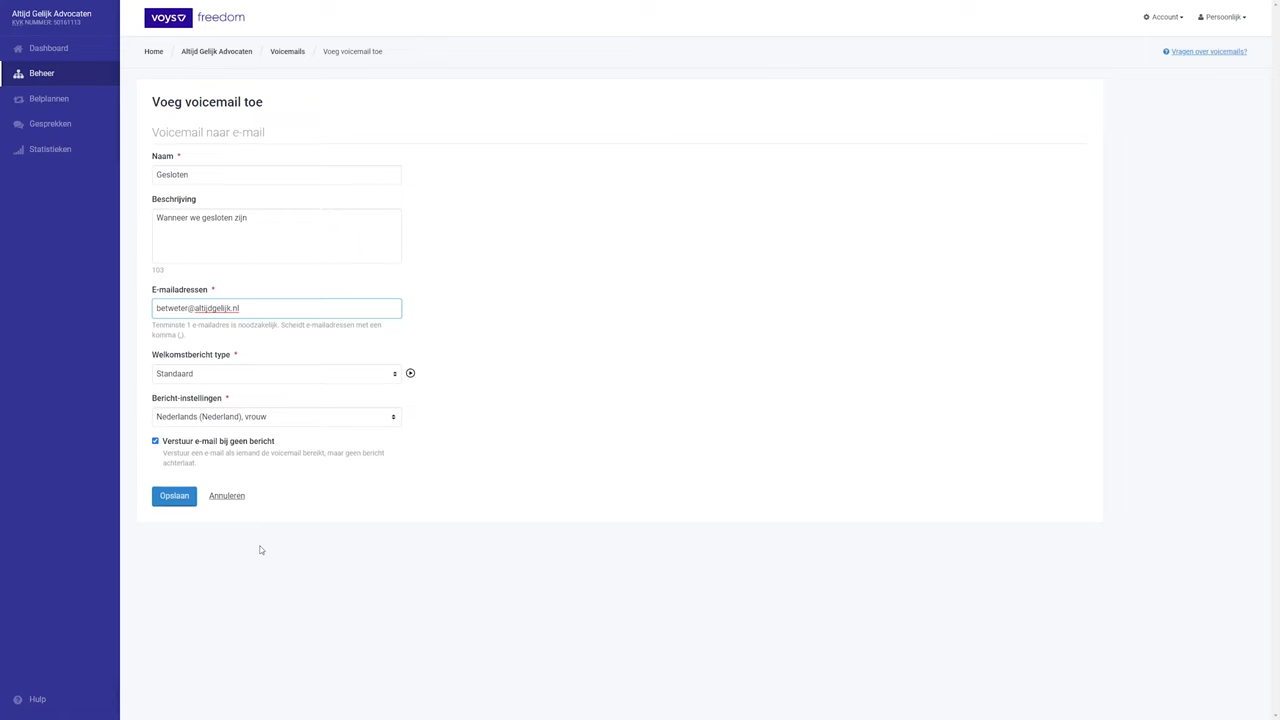 Altijd Gelijk Advocaten
KVK NUMMER: 50161113
voys freedom
Account
Persoonlijk
Dashboard
Beheer
Belplannen
Gesprekken
Statistieken
Hulp
Home / Altijd Gelijk Advocaten / Voicemails / Voeg voicemail toe
Vragen over voicemails?
Voeg voicemail toe
Voicemail naar e-mail
Naam *
Gesloten
Beschrijving
Wanneer we gesloten zijn
103
E-mailadressen *
betweter@altijdgelijk.nl
Tenminste 1 e-mailadres is noodzakelijk. Scheidt e-mailadressen met een
komma (,).
Welkomstbericht type *
Standaard
Bericht-instellingen *
Nederlands (Nederland), vrouw
Verstuur e-mail bij geen bericht
Verstuur een e-mail als iemand de voicemail bereikt, maar geen bericht
achterlaat.
Opslaan
Annuleren